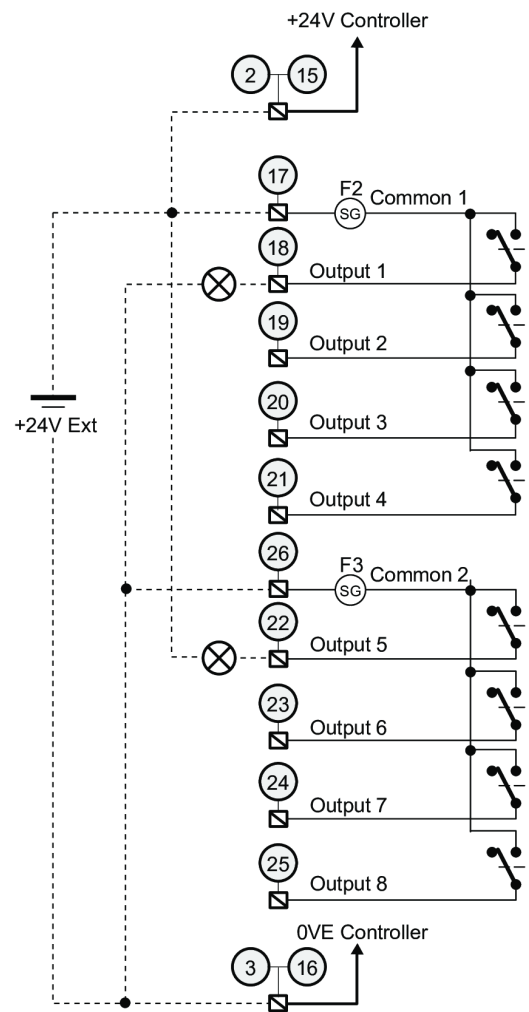 +24V Controller
2 15
17
F2 Common 1
SG
18
Output 1
19
Output 2
20
Output 3
+24V Ext
21
Output 4
26
F3 Common 2
SG
22
Output 5
23
Output 6
24
Output 7
25
Output 8
0VE Controller
3 16